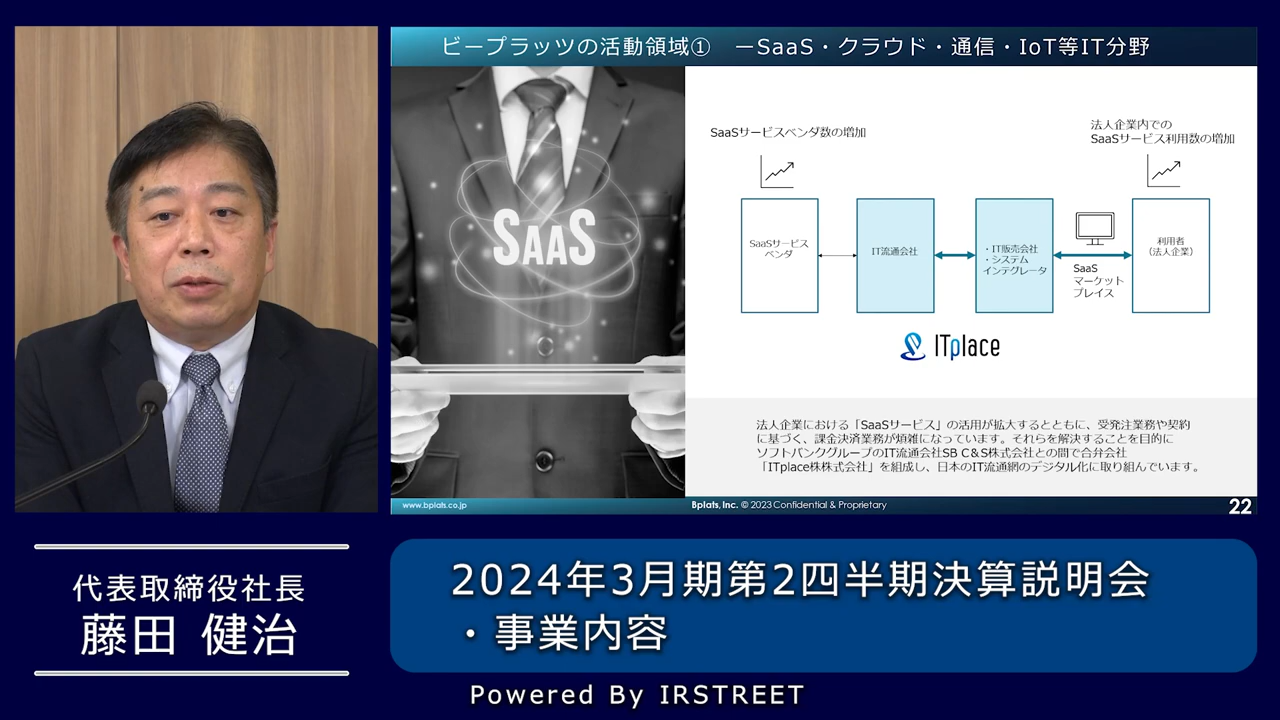 ビープラッツの活動領域① ーSaaS・クラウド・通信・IoT等IT分野
SaaS
SaaSサービスベンダ数の増加
法人企業内での
SaaSサービス利用数の増加
SaaSサービス
ベンダ
IT流通会社
・IT販売会社
・システム
インテグレータ
SaaS
マーケット
プレイス
利用者
（法人企業）
ITplace
法人企業における「SaaSサービス」の活用が拡大するとともに、受発注業務や契約
に基づく、課金決済業務が煩雑になっています。それらを解決することを目的に
ソフトバンクグループのIT流通会社SB C&S株式会社との間で合弁会社
「ITplace株株式会社」を組成し、日本のIT流通網のデジタル化に取り組んでいます。
www.bplats.co.jp
Bplats, Inc. © 2023 Confidential & Proprietary
22
代表取締役社長
藤田 健治
2024年3月期第2四半期決算説明会
・事業内容
Powered By IRSTREET